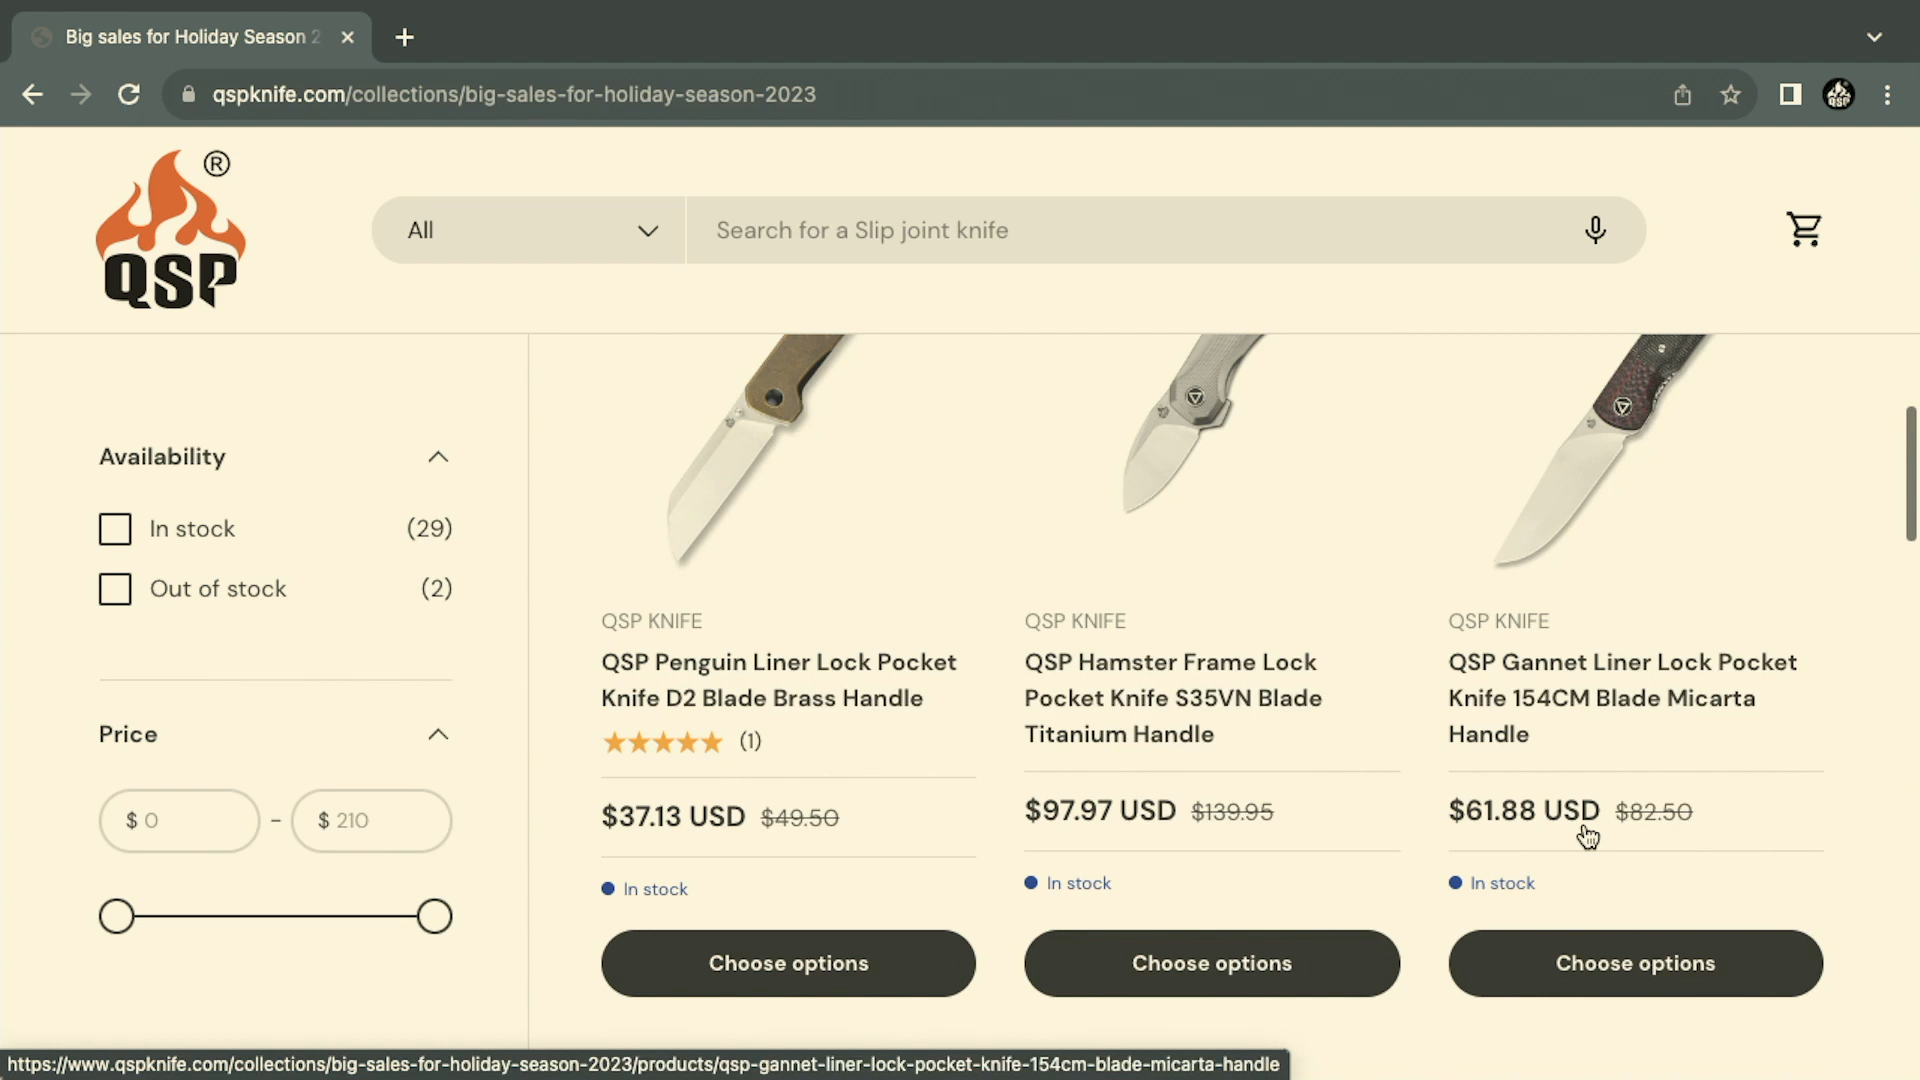 Big sales for Holiday Season 2
qspknife.com/collections/big-sales-for-holiday-season-2023
QSP
®
QSP
All
Search for a Slip joint knife
Availability
In stock
(29)
Out of stock
(2)
Price
$ 0
-
$ 210
QSP KNIFE
QSP Penguin Liner Lock Pocket
Knife D2 Blade Brass Handle
(1)
$37.13 USD $49.50
In stock
Choose options
QSP KNIFE
QSP Hamster Frame Lock
Pocket Knife S35VN Blade
Titanium Handle
$97.97 USD $139.95
In stock
Choose options
QSP KNIFE
QSP Gannet Liner Lock Pocket
Knife 154CM Blade Micarta
Handle
$61.88 USD $82.50
In stock
Choose options
https://www.qspknife.com/collections/big-sales-for-holiday-season-2023/products/qsp-gannet-liner-lock-pocket-knife-154cm-blade-micarta-handle